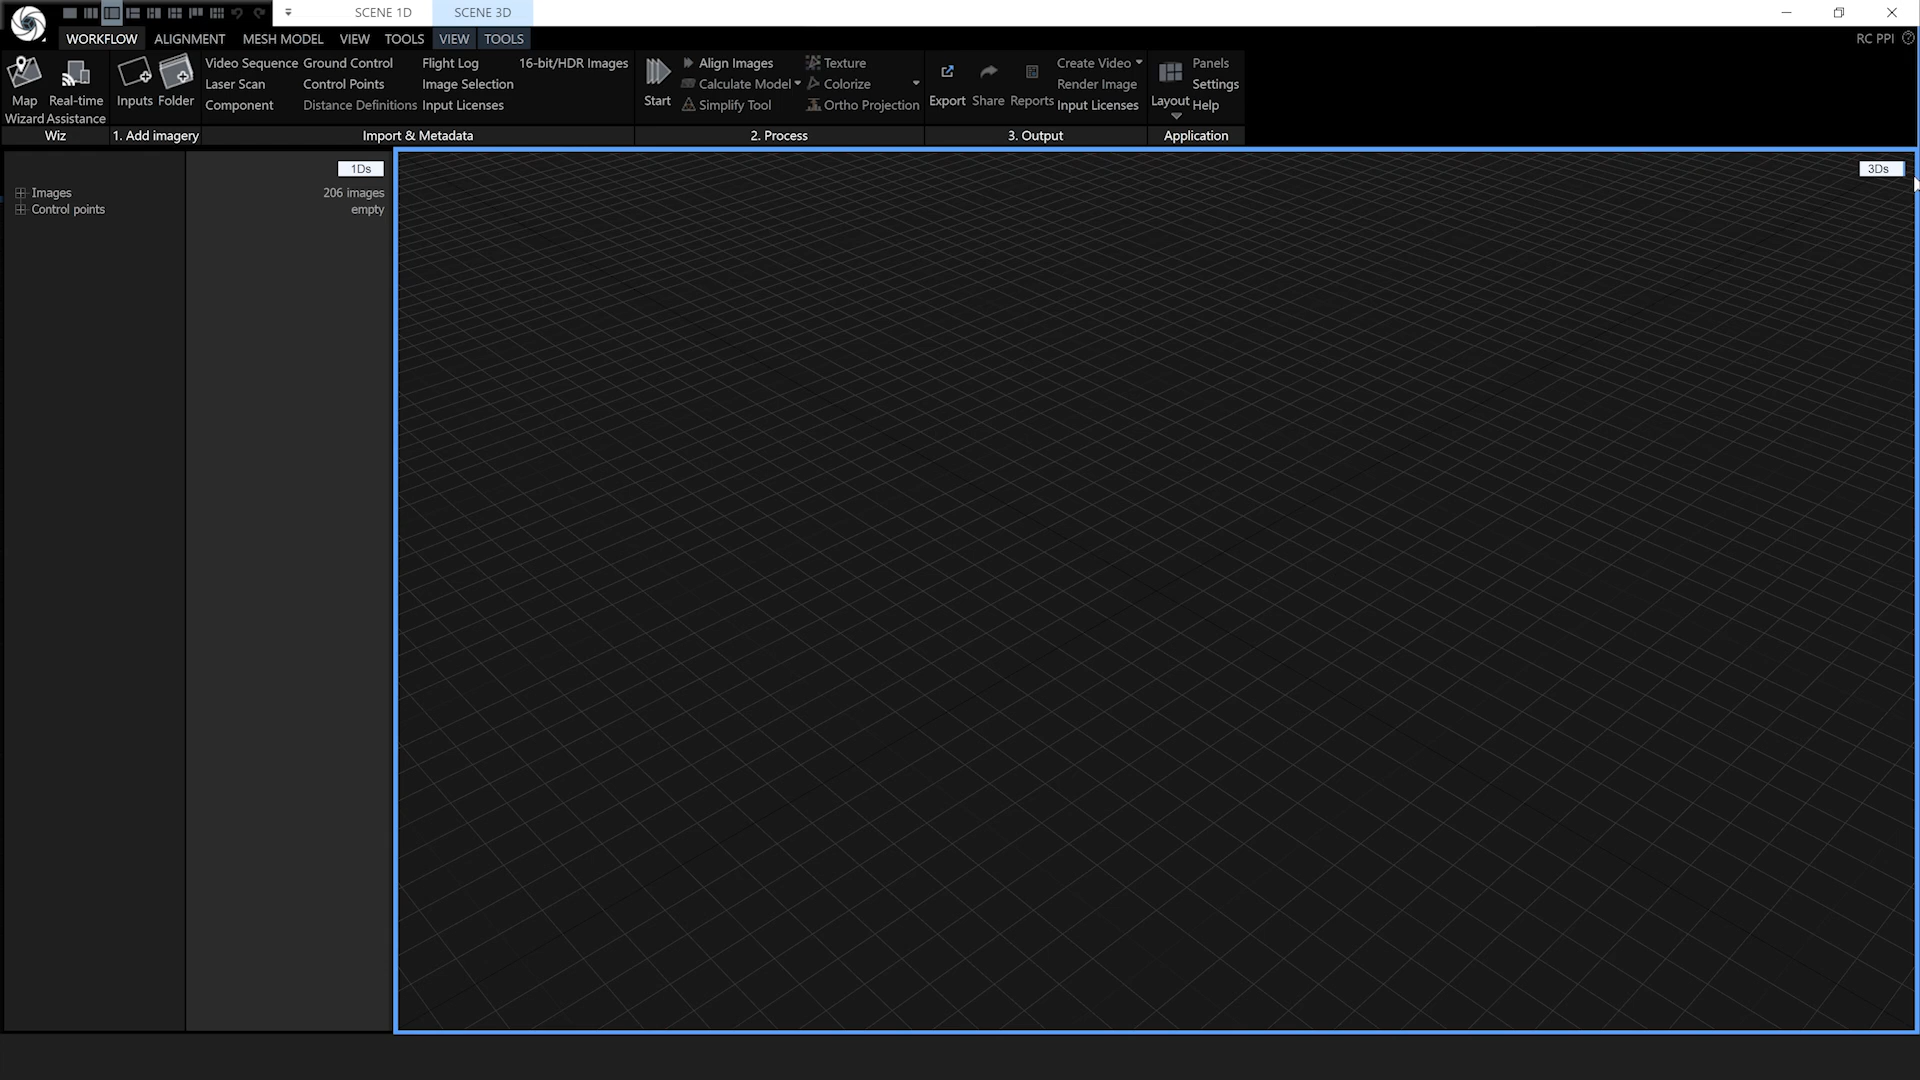 SCENE 1D SCENE 3D
WORKFLOW ALIGNMENT MESH MODEL VIEW TOOLS VIEW TOOLS RC PPI
Video Sequence Ground Control Flight Log 16-bit/HDR Images Align Images Texture Create Video Panels
Laser Scan Control Points Image Selection Calculate Model Colorize Render Image Settings
Map Real-time Inputs Folder Start Export Share Reports Layout
Component Distance Definitions Input Licenses Simplify Tool Ortho Projection Input Licenses Help
Wizard Assistance
Wiz 1. Add imagery Import & Metadata 2. Process 3. Output Application
1Ds 3Ds
Images 206 images
Control points empty